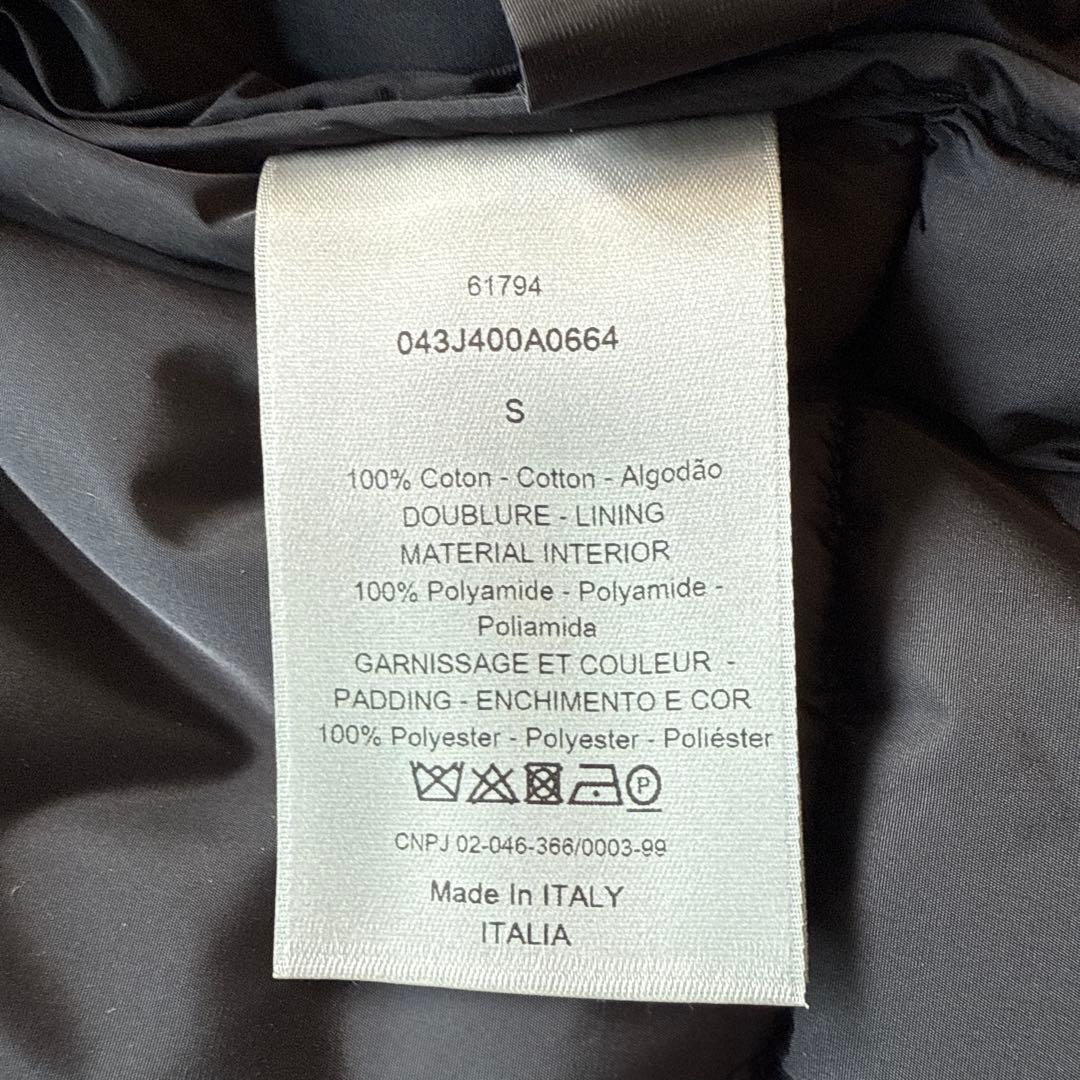 61794
043J400A0664
S
100% Coton - Cotton - Algodão
DOUBLURE - LINING
MATERIAL INTERIOR
100% Polyamide - Polyamide -
Poliamida
GARNISSAGE ET COULEUR -
PADDING - ENCHIMENTO E COR
100% Polyester - Polyester - Poliéster
P
CNPJ 02-046-366/0003-99
Made In ITALY
ITALIA